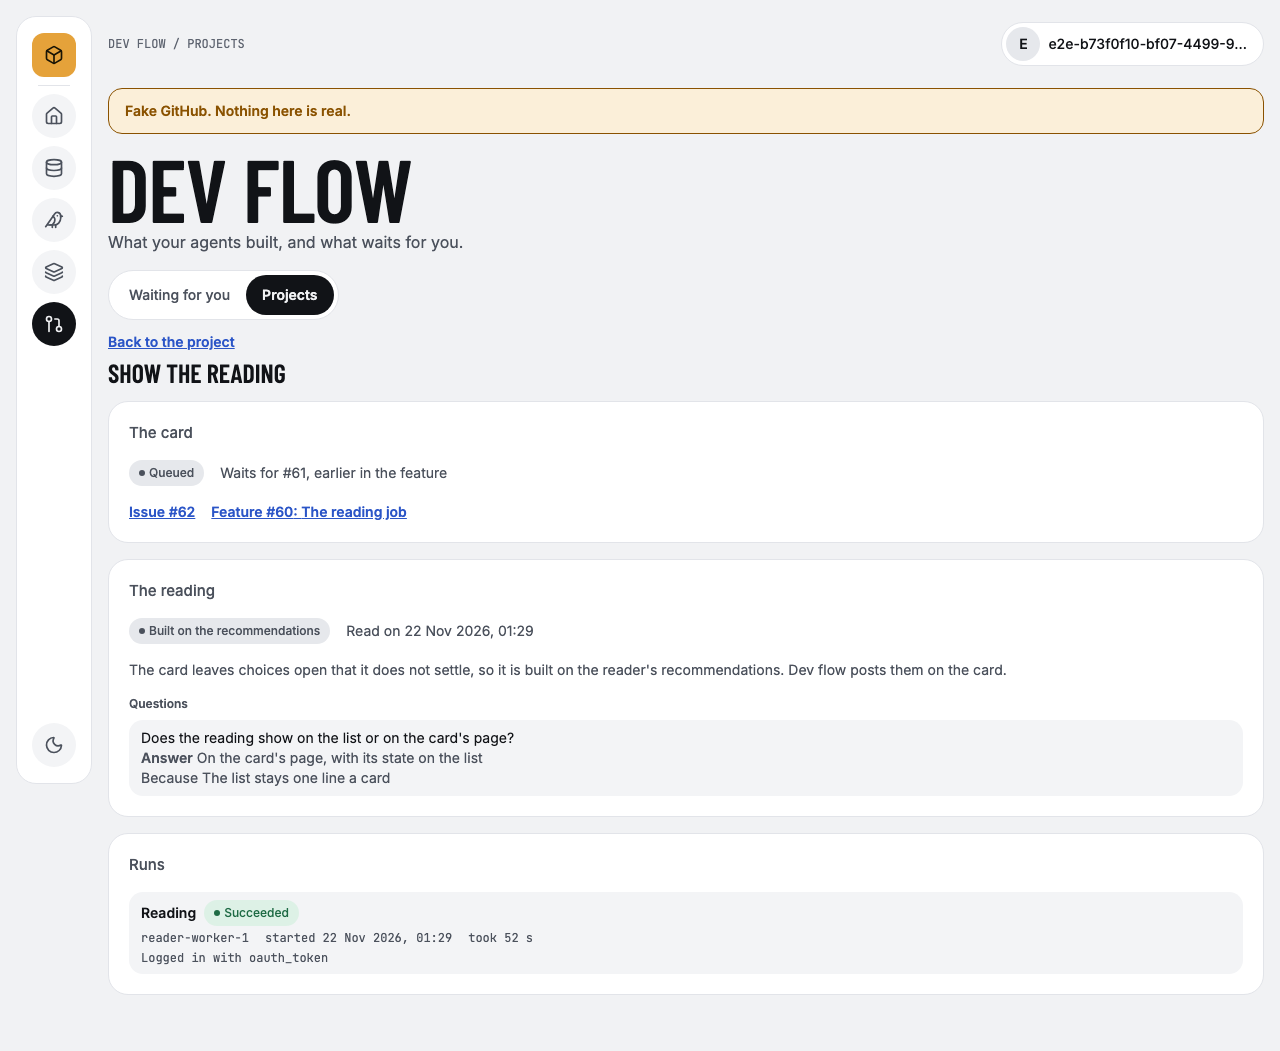 DEV FLOW / PROJECTS
E
e2e-b73f0f10-bf07-4499-9...
Fake GitHub. Nothing here is real.
DEV FLOW
What your agents built, and what waits for you.
Waiting for you
Projects
Back to the project
SHOW THE READING
The card
Queued
Waits for #61, earlier in the feature
Issue #62
Feature #60: The reading job
The reading
Built on the recommendations
Read on 22 Nov 2026, 01:29
The card leaves choices open that it does not settle, so it is built on the reader's recommendations. Dev flow posts them on the card.
Questions
Does the reading show on the list or on the card's page?
Answer On the card's page, with its state on the list
Because The list stays one line a card
Runs
Reading
Succeeded
reader-worker-1 started 22 Nov 2026, 01:29 took 52 s
Logged in with oauth_token